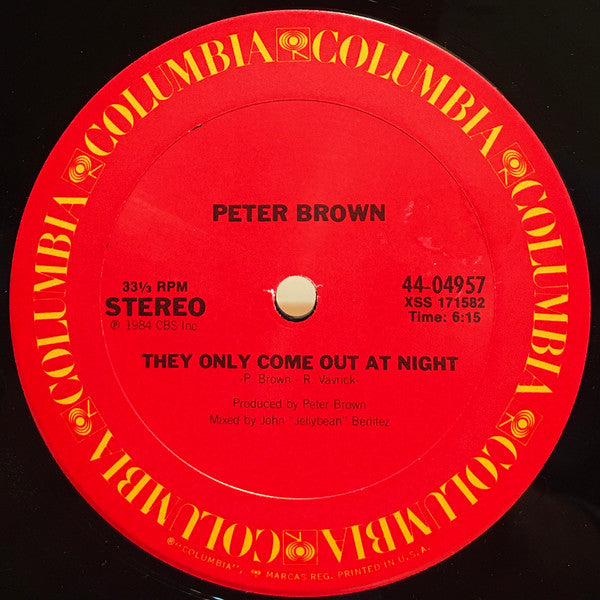 COLUMBIA COLUMBIA COLUMBIA COLUMBIA COLUMBIA COLUMBIA COLUMBIA COLUMBIA
PETER BROWN
33⅓ RPM
STEREO
℗ 1984 CBS Inc.
44-04957
XSS 171582
Time: 6:15
THEY ONLY COME OUT AT NIGHT
-P. Brown - R. Vavrick-
Produced by Peter Brown
Mixed by John "Jellybean" Benitez
®"COLUMBIA", MARCAS REG. PRINTED IN U.S.A.